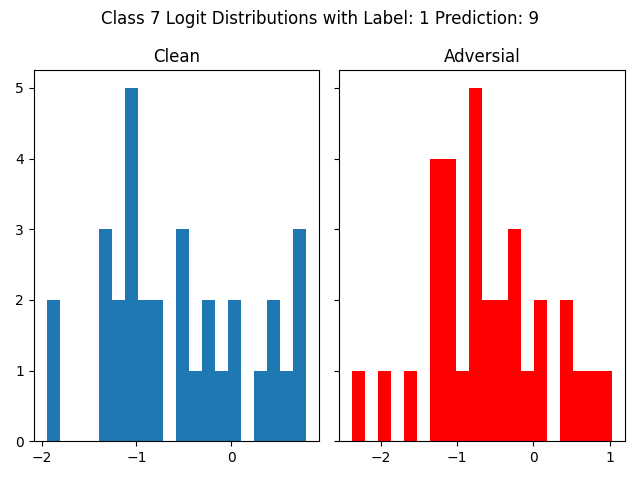 Class 7 Logit Distributions with Label: 1 Prediction: 9
Clean
Adversial
5
4
3
2
1
0
−2 −1 0
−2 −1 0 1